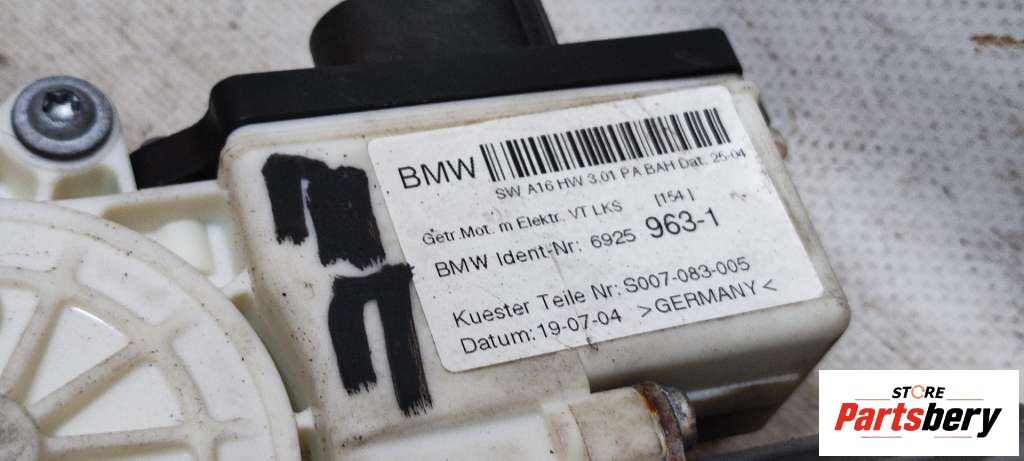 BMW
SW A16 HW 3.01 PA BAH Dat. 25-04
Getr.Mot. m Elektr. VT LKS [154]
BMW Ident-Nr: 6925 963-1
Kuester Teile Nr: S007-083-005
Datum: 19-07-04 >GERMANY<
П
П
STORE
Partsbery